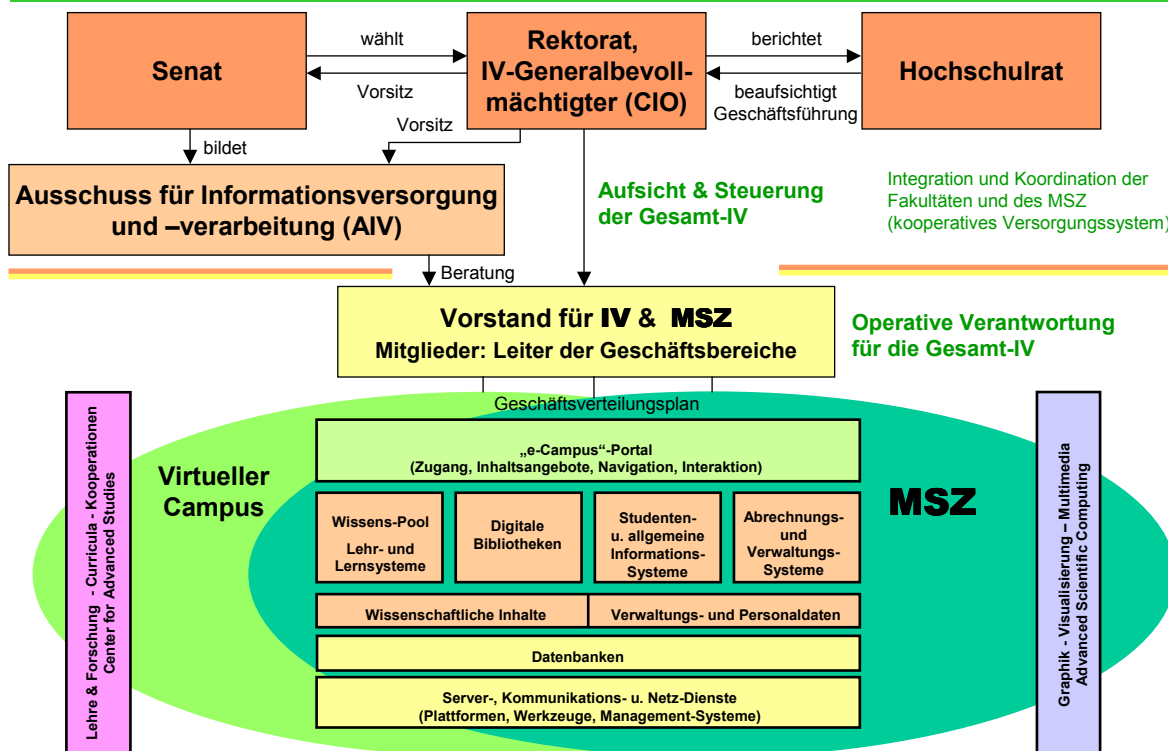 Senat
wählt
Vorsitz
Rektorat,
IV-Generalbevoll-
mächtigter (CIO)
berichtet
beaufsichtigt
Geschäftsführung
Hochschulrat
bildet
Vorsitz
Ausschuss für Informationsversorgung
und –verarbeitung (AIV)
Aufsicht & Steuerung
der Gesamt-IV
Integration und Koordination der
Fakultäten und des MSZ
(kooperatives Versorgungssystem)
Beratung
Vorstand für IV & MSZ
Mitglieder: Leiter der Geschäftsbereiche
Operative Verantwortung
für die Gesamt-IV
Geschäftsverteilungsplan
Lehre & Forschung - Curricula - Kooperationen
Center for Advanced Studies
Virtueller
Campus
„e-Campus“-Portal
(Zugang, Inhaltsangebote, Navigation, Interaktion)
Wissens-Pool
Lehr- und
Lernsysteme
Digitale
Bibliotheken
Studenten-
u. allgemeine
Informations-
Systeme
Abrechnungs-
und
Verwaltungs-
Systeme
MSZ
Wissenschaftliche Inhalte
Verwaltungs- und Personaldaten
Datenbanken
Server-, Kommunikations- u. Netz-Dienste
(Plattformen, Werkzeuge, Management-Systeme)
Graphik - Visualisierung – Multimedia
Advanced Scientific Computing